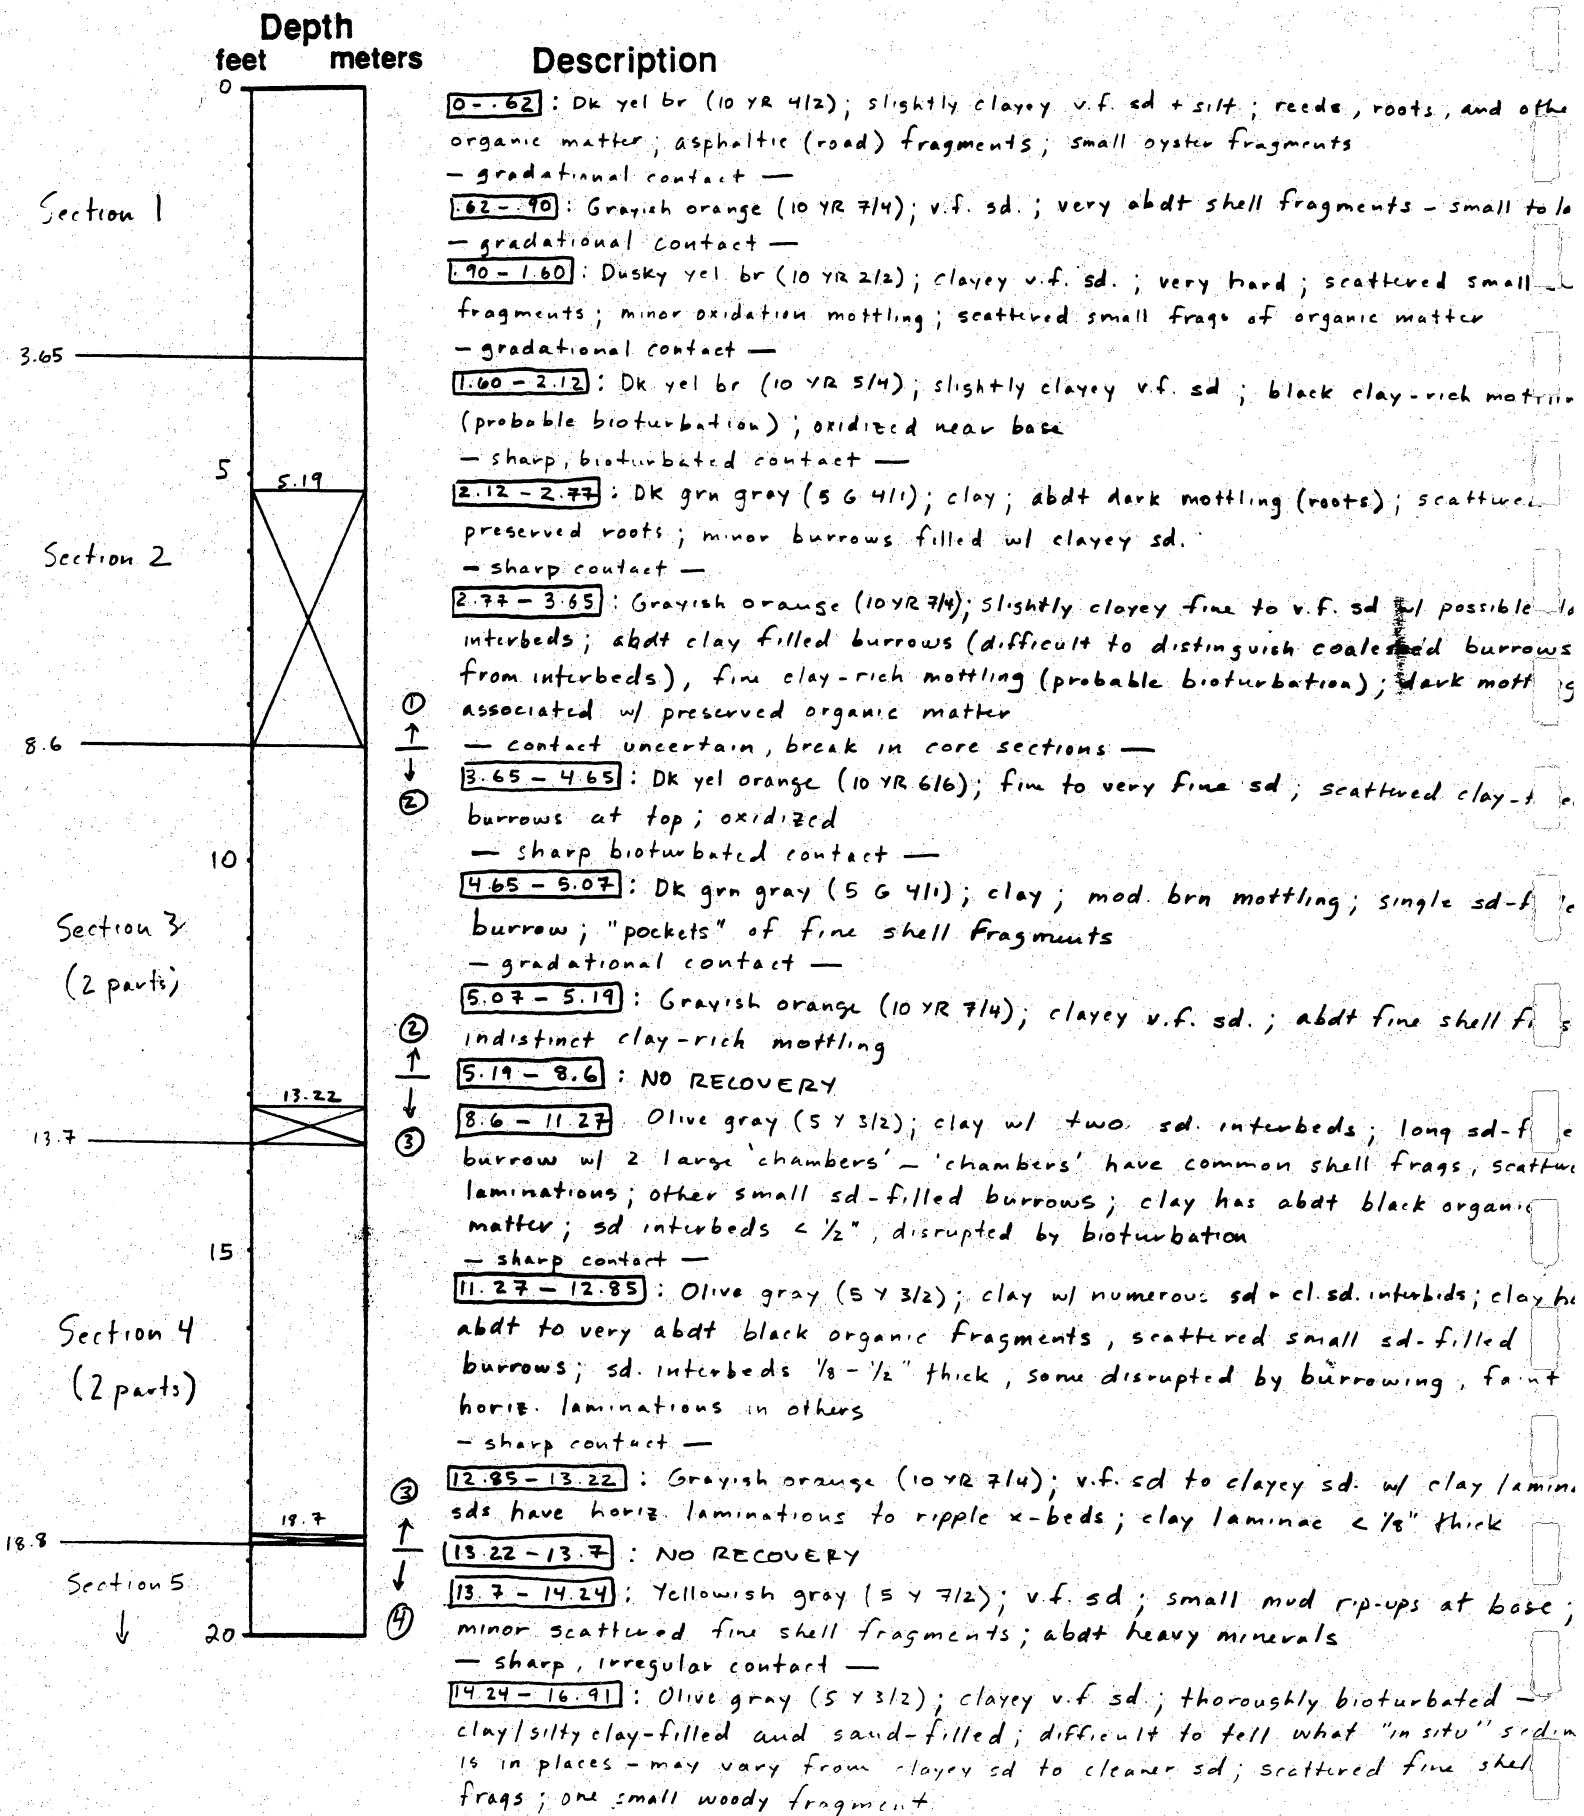 Depth
feet meters Description
0
0 - .62 : Dk yel br (10 YR 4/2) ; slightly clayey v.f. sd + silt ; reeds , roots , and othe
organic matter ; asphaltic (road) fragments ; small oyster fragments
— gradational contact —
Section 1
.62 - .90 : Grayish orange (10 YR 7/4) ; v.f. sd. ; very abdt shell fragments - small to la
— gradational contact —
.90 - 1.60 : Dusky yel. br (10 YR 2/2) ; clayey v.f. sd. ; very hard ; scattered small
fragments ; minor oxidation mottling ; scattered small frags of organic matter
— gradational contact —
3.65
1.60 - 2.12 : Dk yel br (10 YR 5/4) ; slightly clayey v.f. sd ; black clay-rich
(probable bioturbation) ; oxidized near base
— sharp, bioturbated contact —
5
5.19
2.12 - 2.77 : Dk grn gray (5 G 4/1) ; clay ; abdt dark mottling (roots) ;
preserved roots ; minor burrows filled w/ clayey sd.
— sharp contact —
Section 2
2.77 - 3.65 : Grayish orange (10 YR 7/4); slightly clayey fine to v.f. sd w/ possible
interbeds ; abdt clay filled burrows (difficult to distinguish burrows
from interbeds) , fine clay-rich mottling (probable bioturbation) ; dark
① associated w/ preserved organic matter
↑
8.6
— contact uncertain, break in core sections —
↓
②
3.65 - 4.65 : Dk yel orange (10 YR 6/6) ; fine to very fine sd ; scattered
burrows at top ; oxidized
— sharp bioturbated contact —
10
4.65 - 5.07 : Dk grn gray (5 G 4/1) ; clay ; mod. brn mottling ; single
burrow ; "pockets" of fine shell fragments
— gradational contact —
Section 3
(2 parts)
5.07 - 5.19 : Grayish orange (10 YR 7/4) ; clayey v.f. sd. ; abdt fine shell
② indistinct clay-rich mottling
↑
5.19 - 8.6 : NO RECOVERY
13.22
↓
8.6 - 11.27 Olive gray (5 Y 3/2) ; clay w/ two sd. interbeds ; long
13.7
③
burrow w/ 2 large 'chambers' - 'chambers' have common shell frags ,
laminations ; other small sd-filled burrows ; clay has abdt black organic
matter ; sd interbeds < 1/2" , disrupted by bioturbation
15
— sharp contact —
11.27 - 12.85 : Olive gray (5 Y 3/2) ; clay w/ numerous sd + cl. sd. interbeds ; clay ha
abdt to very abdt black organic fragments , scattered small sd-filled
burrows ; sd. interbeds 1/8 - 1/2" thick , some disrupted by burrowing , faint
horiz. laminations in others
— sharp contact —
Section 4
(2 parts)
12.85 - 13.22 : Grayish orange (10 YR 7/4) ; v.f. sd to clayey sd. w/ clay lamina
③
sds have horiz. laminations to ripple x-beds ; clay laminae < 1/8" thick
18.7
↑
18.8
13.22 - 13.7 : NO RECOVERY
↓
Section 5
13.7 - 14.24 : Yellowish gray (5 Y 7/2) ; v.f. sd ; small mud rip-ups at base ;
↓
20
④
minor scattered fine shell fragments ; abdt heavy minerals
— sharp, irregular contact —
14.24 - 16.91 : Olive gray (5 Y 3/2) ; clayey v.f. sd ; thoroughly bioturbated —
clay/silty clay-filled and sand-filled ; difficult to tell what "in situ" sedim
is in places - may vary from clayey sd to cleaner sd ; scattered fine shell
frags ; one small woody fragment